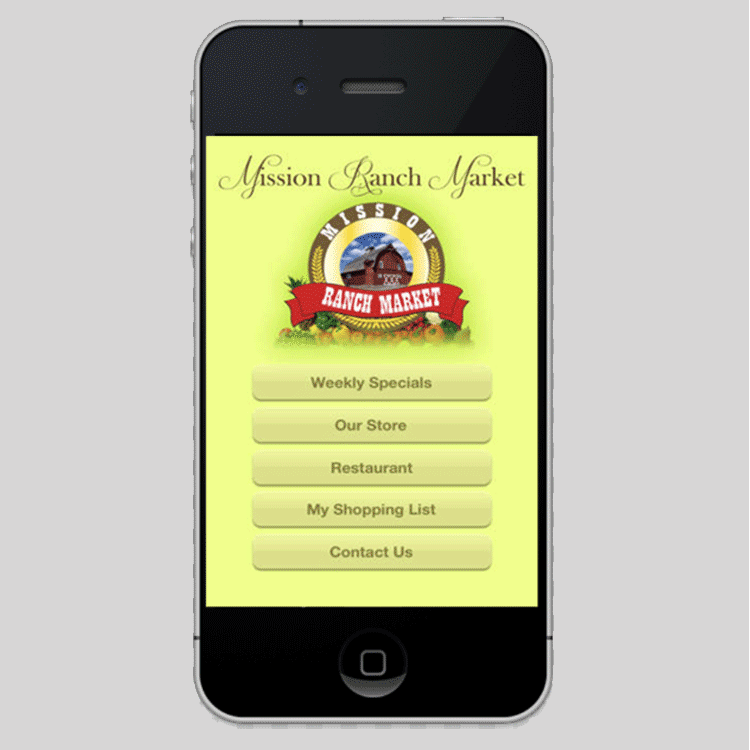 Mission Ranch Market
MISSION
RANCH MARKET
Weekly Specials
Our Store
Restaurant
My Shopping List
Contact Us